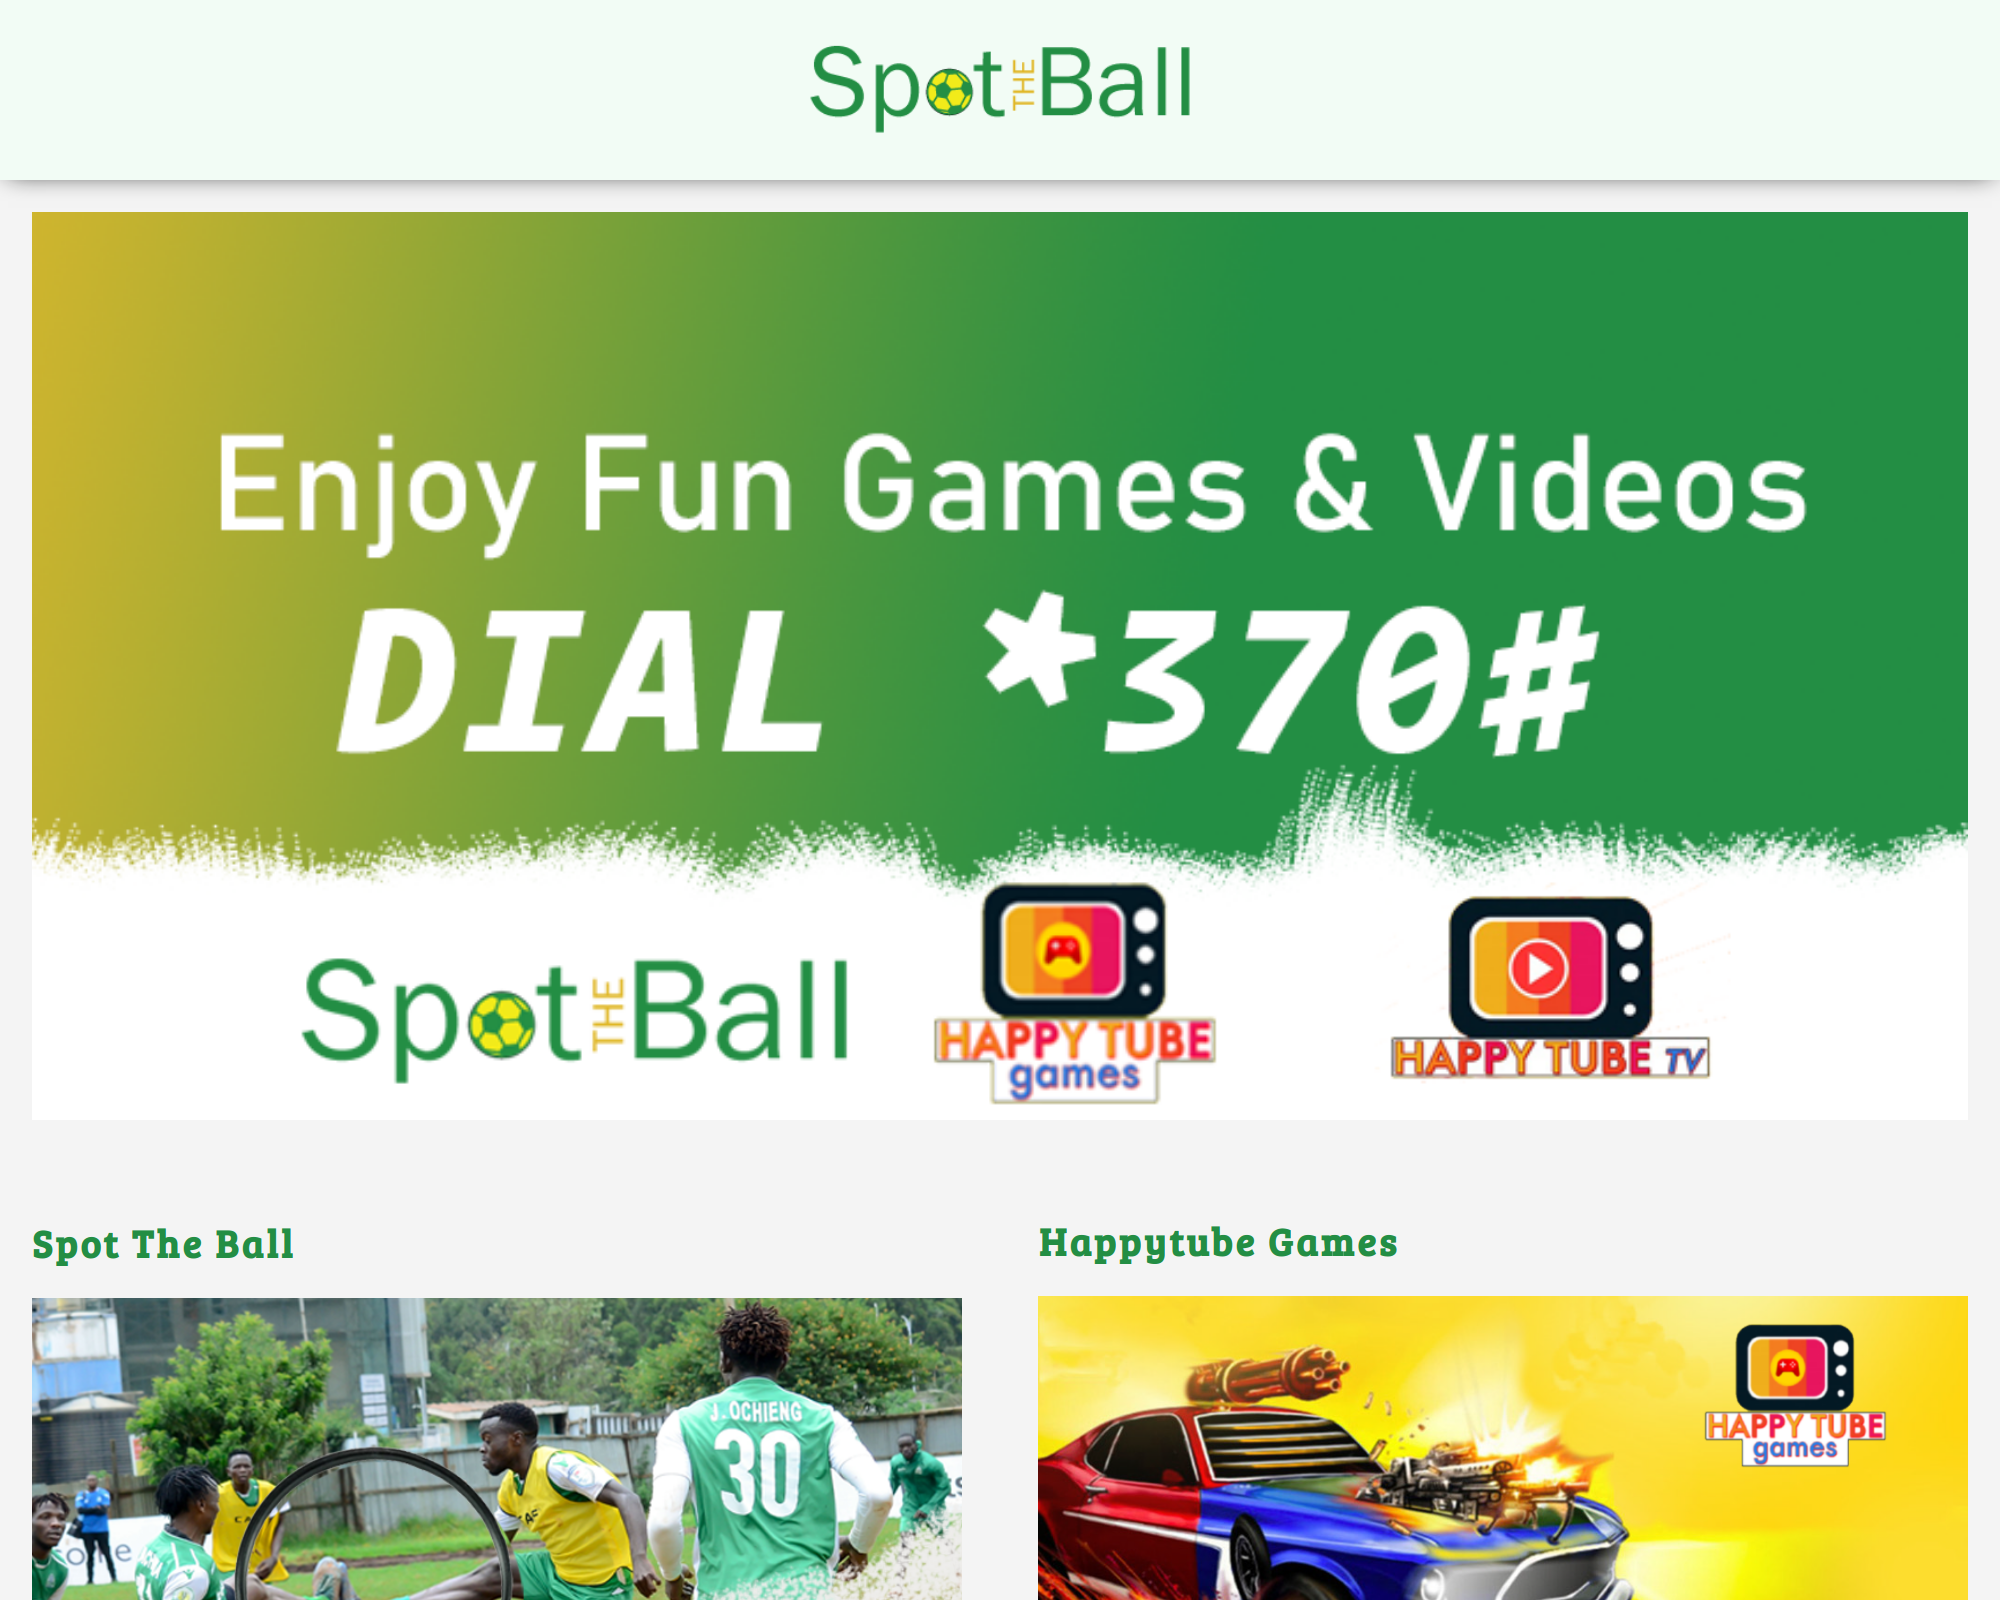 Spot THE Ball
Enjoy Fun Games & Videos
DIAL *370#
Spot THE Ball
HAPPY TUBE
games
HAPPY TUBE TV
Spot The Ball
Happytube Games
J. OCHIENG
30
HAPPY TUBE
games